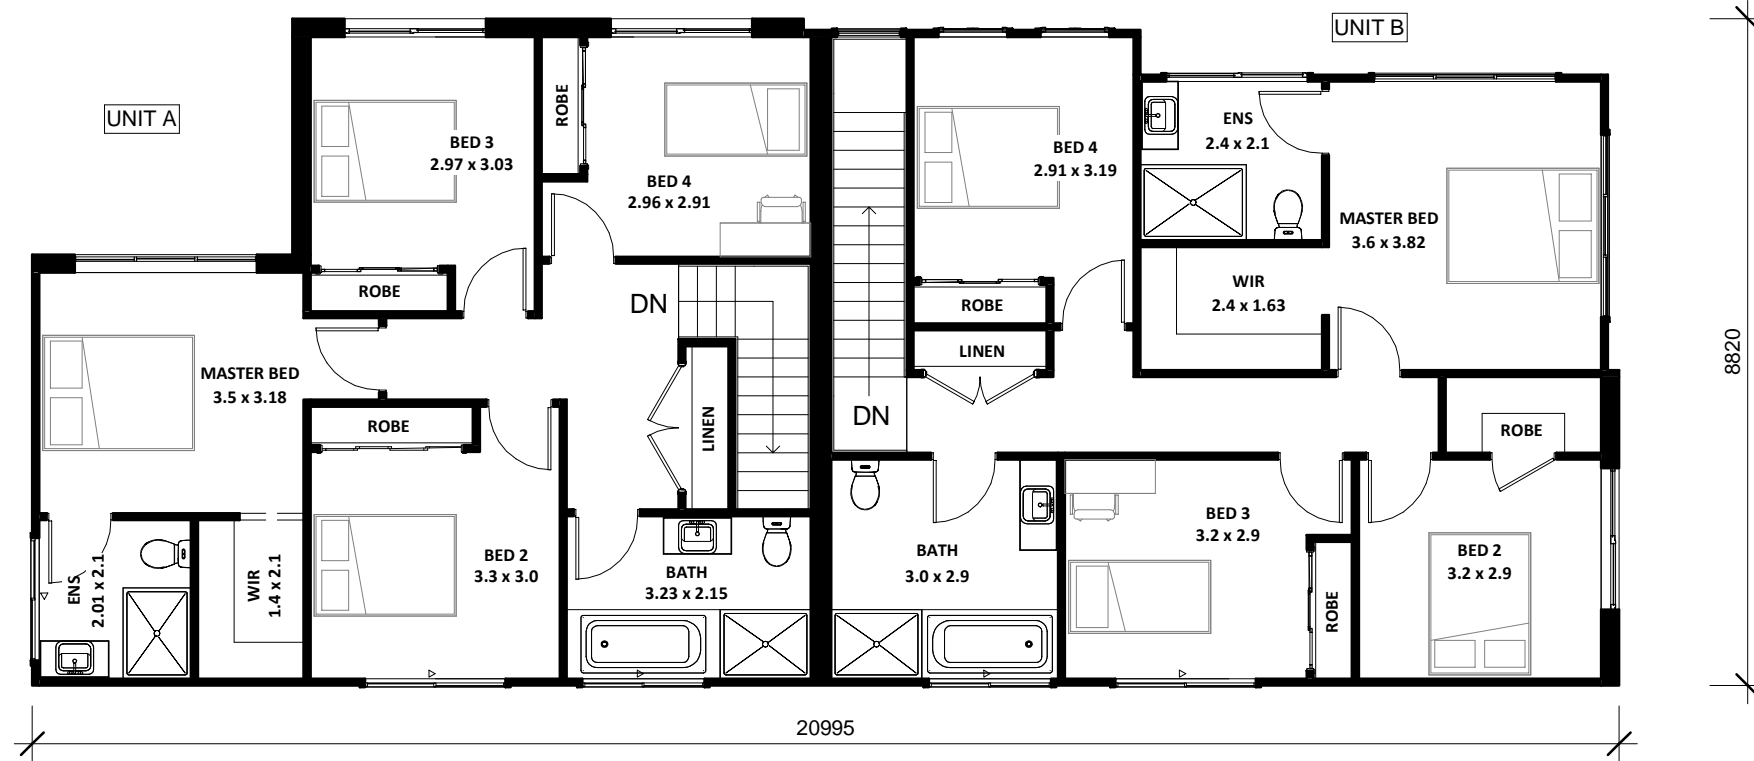 UNIT A
UNIT B
BED 3
2.97 x 3.03
ROBE
BED 4
2.96 x 2.91
ROBE
DN
MASTER BED
3.5 x 3.18
ROBE
LINEN
ENS
2.01 x 2.1
WIR
1.4 x 2.1
BED 2
3.3 x 3.0
BATH
3.23 x 2.15
BED 4
2.91 x 3.19
ENS
2.4 x 2.1
MASTER BED
3.6 x 3.82
WIR
2.4 x 1.63
ROBE
LINEN
DN
ROBE
BATH
3.0 x 2.9
BED 3
3.2 x 2.9
ROBE
BED 2
3.2 x 2.9
8820
20995